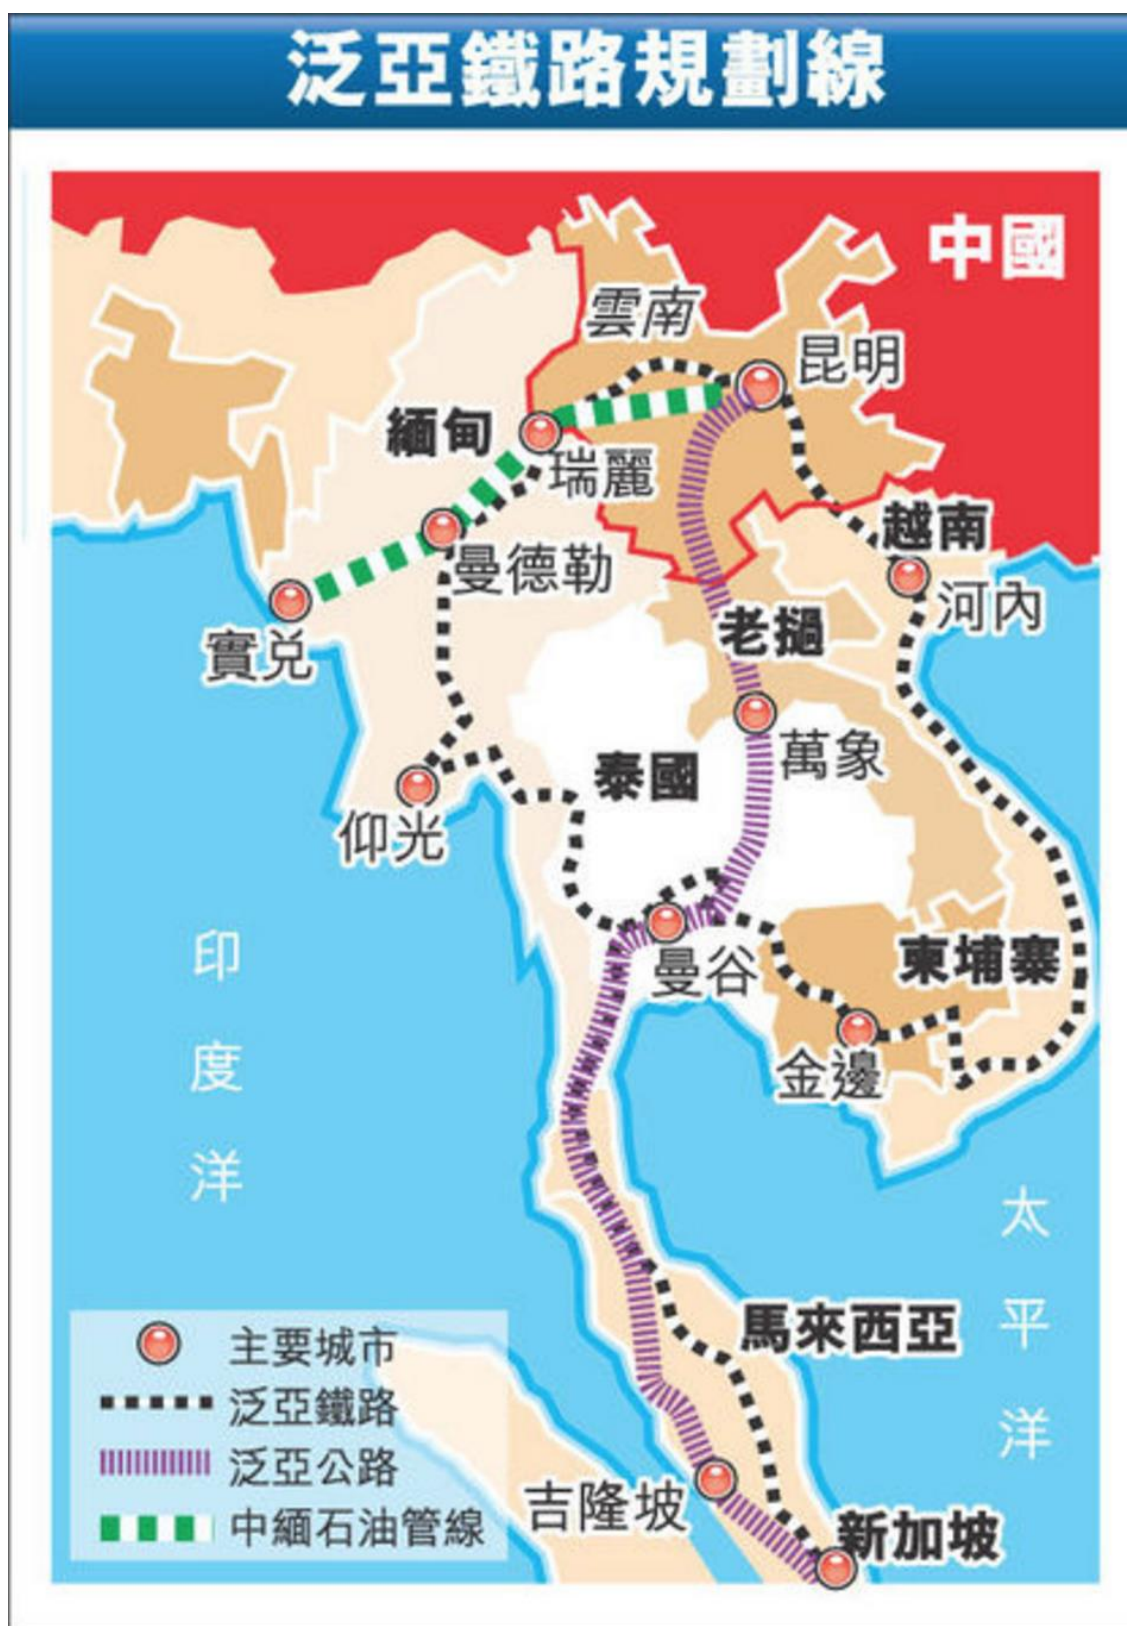 泛亞鐵路規劃線
中國
雲南
昆明
緬甸
瑞麗
越南
曼德勒
河內
實兌
老撾
萬象
泰國
仰光
印度洋
曼谷
柬埔寨
金邊
太平洋
馬來西亞
吉隆坡
新加坡
主要城市
泛亞鐵路
泛亞公路
中緬石油管線